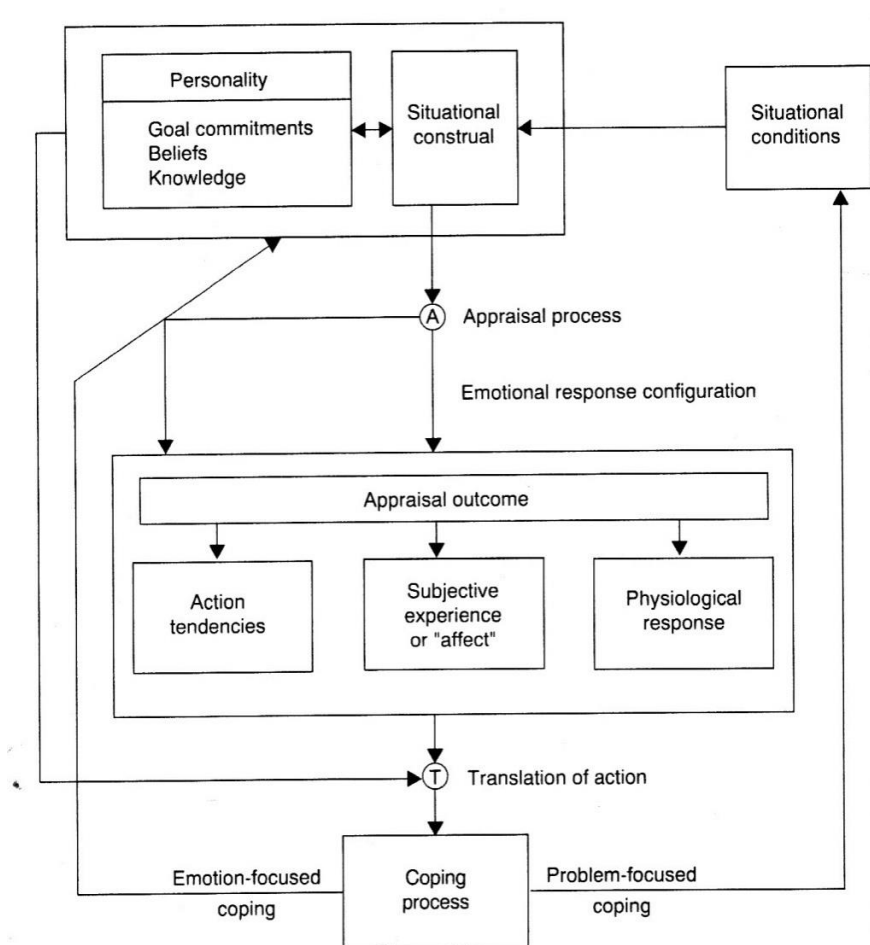 Personality
Goal commitments
Beliefs
Knowledge
Situational
construal
Situational
conditions
A
Appraisal process
Emotional response configuration
Appraisal outcome
Action
tendencies
Subjective
experience
or "affect"
Physiological
response
T
Translation of action
Emotion-focused
coping
Coping
process
Problem-focused
coping